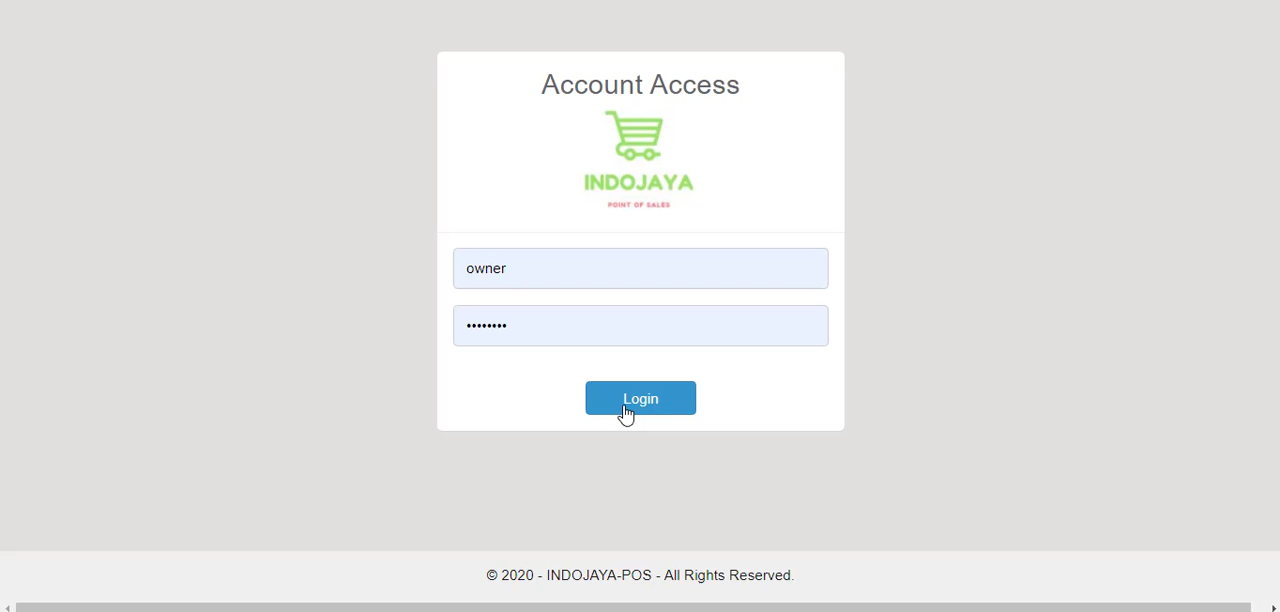 Account Access
INDOJAYA
POINT OF SALES
owner
••••••••
Login
© 2020 - INDOJAYA-POS - All Rights Reserved.